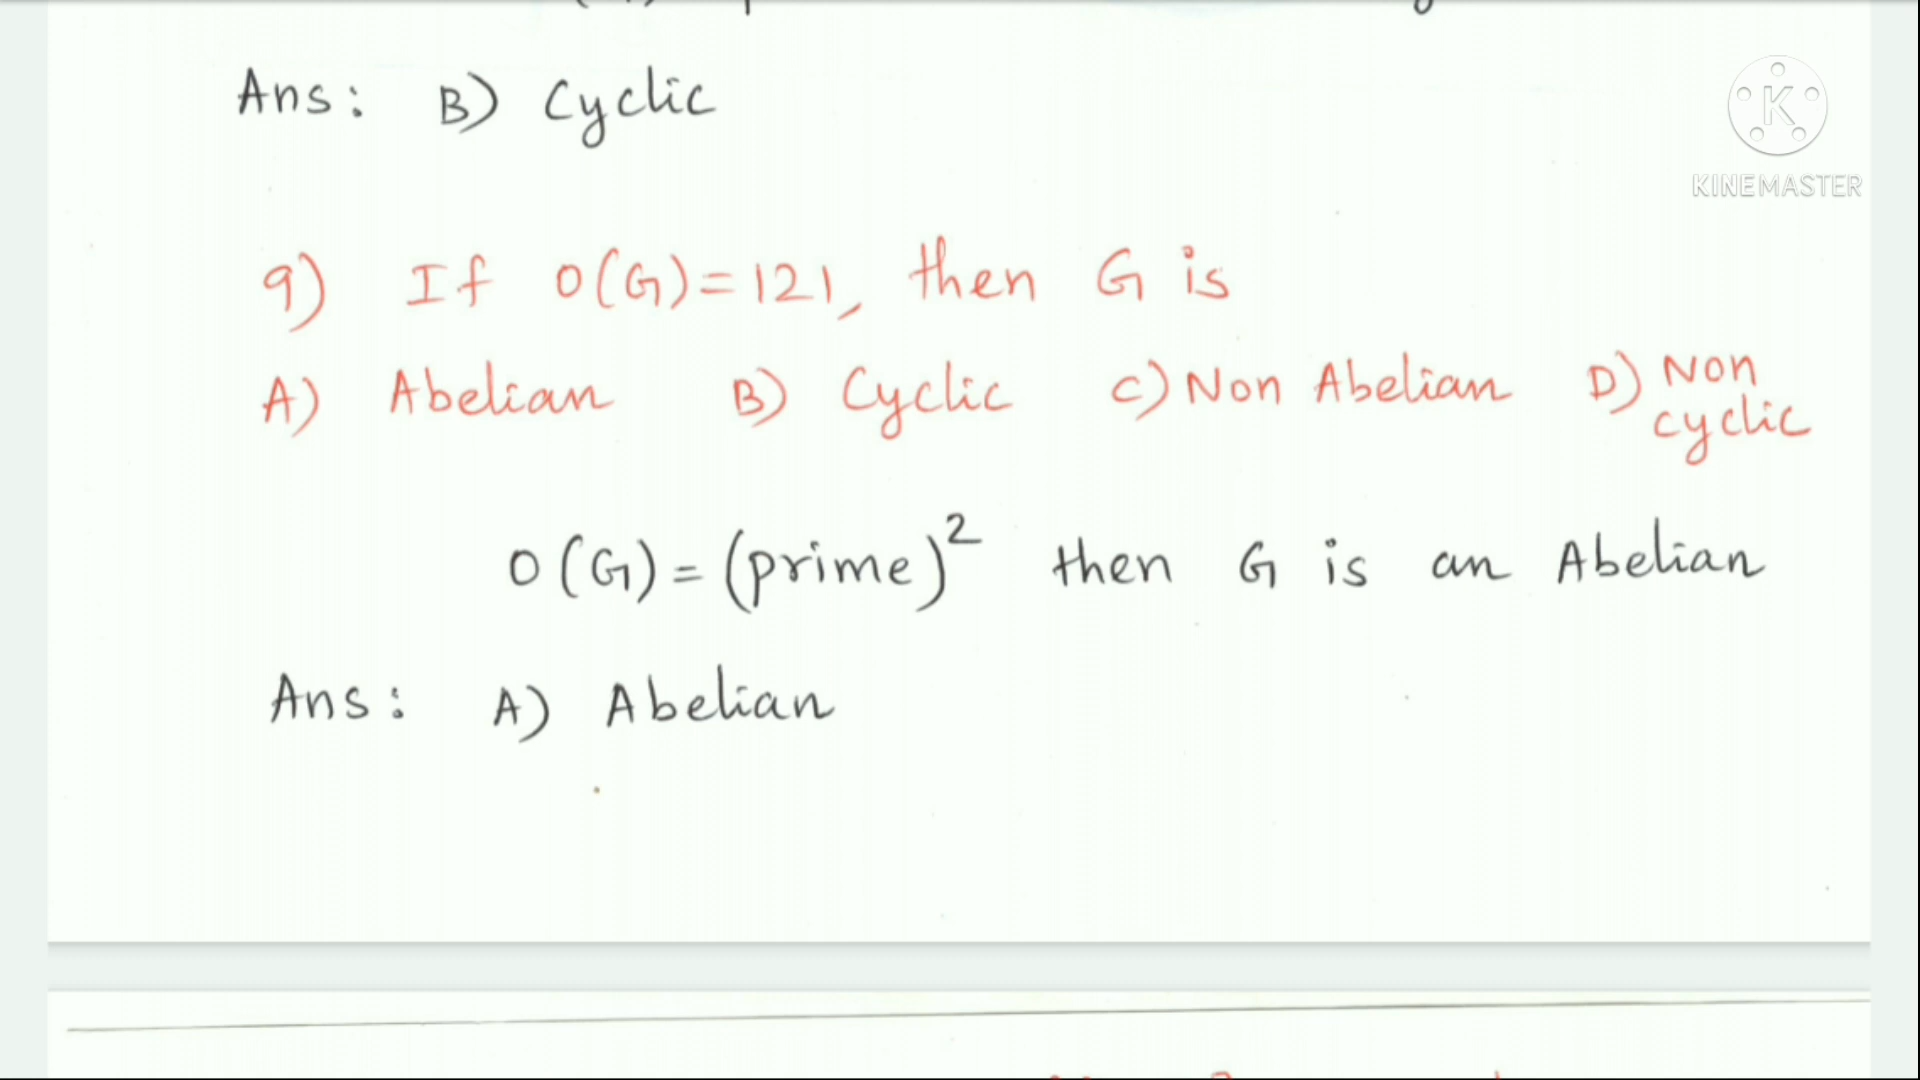 Ans: B) Cyclic
KINEMASTER
9) If O(G)=121, then G is
A) Abelian B) Cyclic C) Non Abelian D) Non cyclic
O(G) = (prime)² then G is an Abelian
Ans: A) Abelian